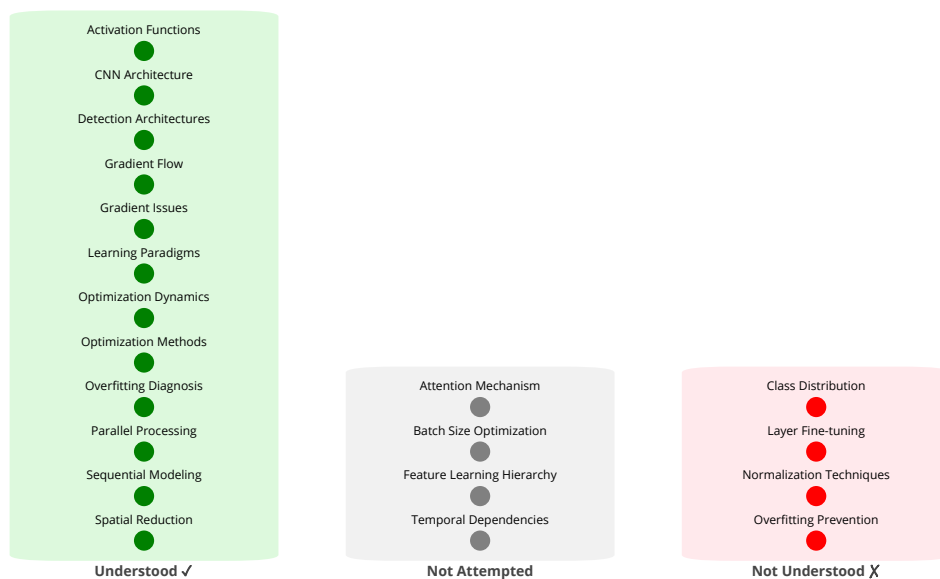 Activation Functions
CNN Architecture
Detection Architectures
Gradient Flow
Gradient Issues
Learning Paradigms
Optimization Dynamics
Optimization Methods
Overfitting Diagnosis
Parallel Processing
Sequential Modeling
Spatial Reduction
Understood ✓
Attention Mechanism
Batch Size Optimization
Feature Learning Hierarchy
Temporal Dependencies
Not Attempted
Class Distribution
Layer Fine-tuning
Normalization Techniques
Overfitting Prevention
Not Understood ✗